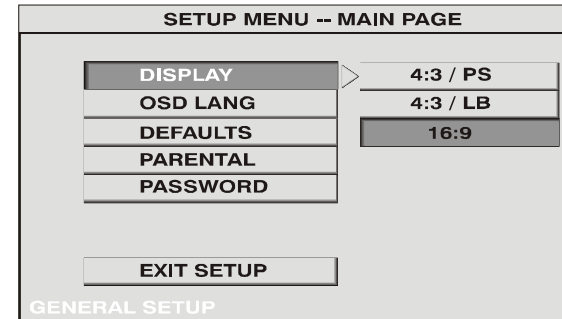 SETUP MENU -- MAIN PAGE
DISPLAY
4:3 / PS
OSD LANG
4:3 / LB
DEFAULTS
16:9
PARENTAL
PASSWORD
EXIT SETUP
GENERAL SETUP